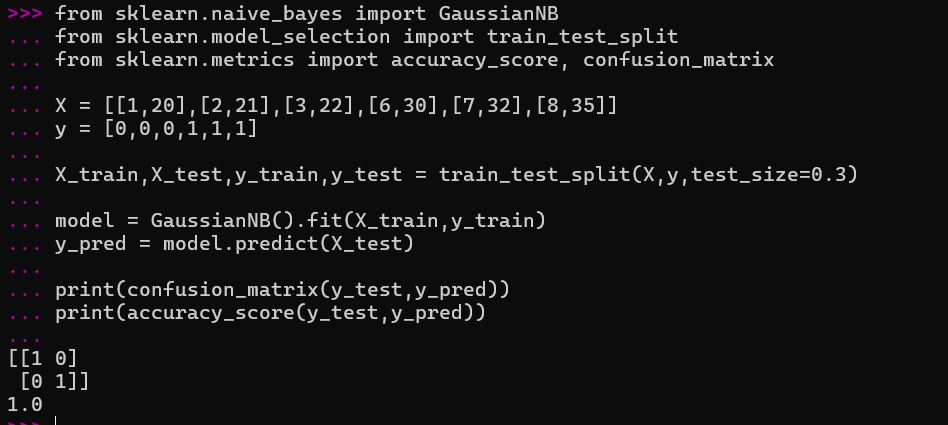 >>> from sklearn.naive_bayes import GaussianNB
... from sklearn.model_selection import train_test_split
... from sklearn.metrics import accuracy_score, confusion_matrix
...
... X = [[1,20],[2,21],[3,22],[6,30],[7,32],[8,35]]
... y = [0,0,0,1,1,1]
...
... X_train,X_test,y_train,y_test = train_test_split(X,y,test_size=0.3)
...
... model = GaussianNB().fit(X_train,y_train)
... y_pred = model.predict(X_test)
...
... print(confusion_matrix(y_test,y_pred))
... print(accuracy_score(y_test,y_pred))
...
[[1 0]
 [0 1]]
1.0
>>>